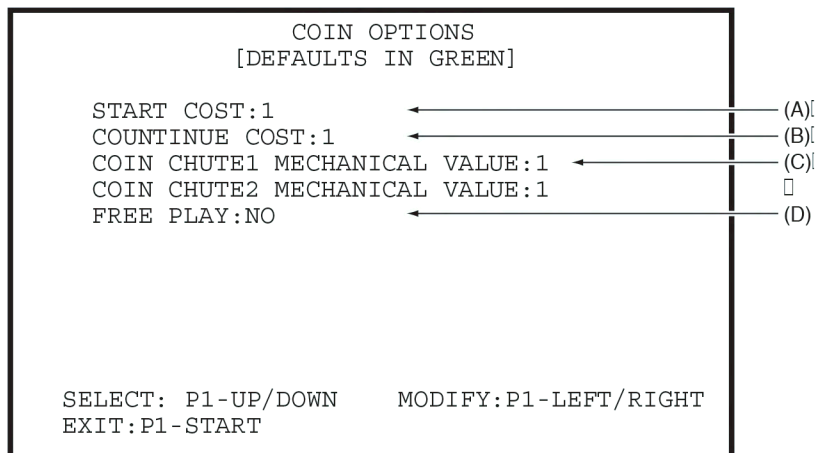 COIN OPTIONS
[DEFAULTS IN GREEN]
START COST:1 (A)
COUNTINUE COST:1 (B)
COIN CHUTE1 MECHANICAL VALUE:1 (C)
COIN CHUTE2 MECHANICAL VALUE:1
FREE PLAY:NO (D)
SELECT: P1-UP/DOWN MODIFY:P1-LEFT/RIGHT
EXIT:P1-START